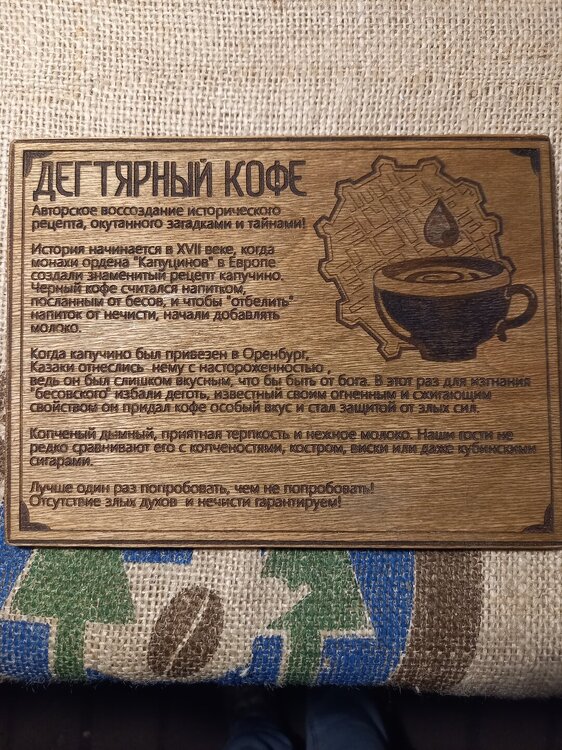 ДЕГТЯРНЫЙ КОФЕ
Авторское воссоздание исторического
рецепта, окутанного загадками и тайнами!
История начинается в XVII веке, когда
монахи ордена "Капуцинов" в Европе
создали знаменитый рецепт капучино.
Черный кофе считался напитком,
посланным от бесов, и чтобы "отбелить"
напиток от нечисти, начали добавлять
молоко.
Когда капучино был привезен в Оренбург,
Казаки отнеслись нему с настороженностью ,
ведь он был слишком вкусным, что бы быть от бога. В этот раз для изгнания
"бесовского" избали деготь, известный своим огненным и сжигающим
свойством он придал кофе особый вкус и стал защитой от злых сил.
Копченый дымный, приятная терпкость и нежное молоко. Наши гости не
редко сравнивают его с копченостями, костром, виски или даже кубинскими
сигарами.
Лучше один раз попробовать, чем не попробовать!
Отсутствие злых духов и нечисти гарантируем!